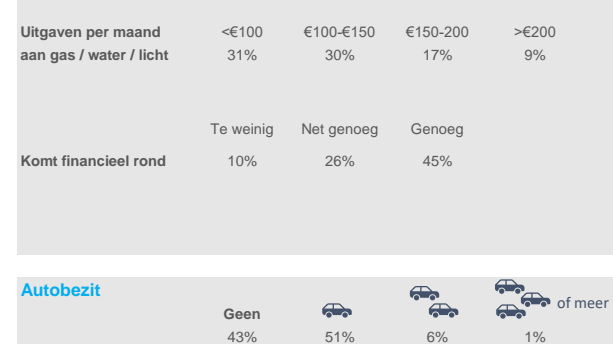 Uitgaven per maand <€100 €100-€150 €150-200 >€200
aan gas / water / licht 31% 30% 17% 9%
Te weinig Net genoeg Genoeg
Komt financieel rond 10% 26% 45%
Autobezit
of meer
Geen
43% 51% 6% 1%